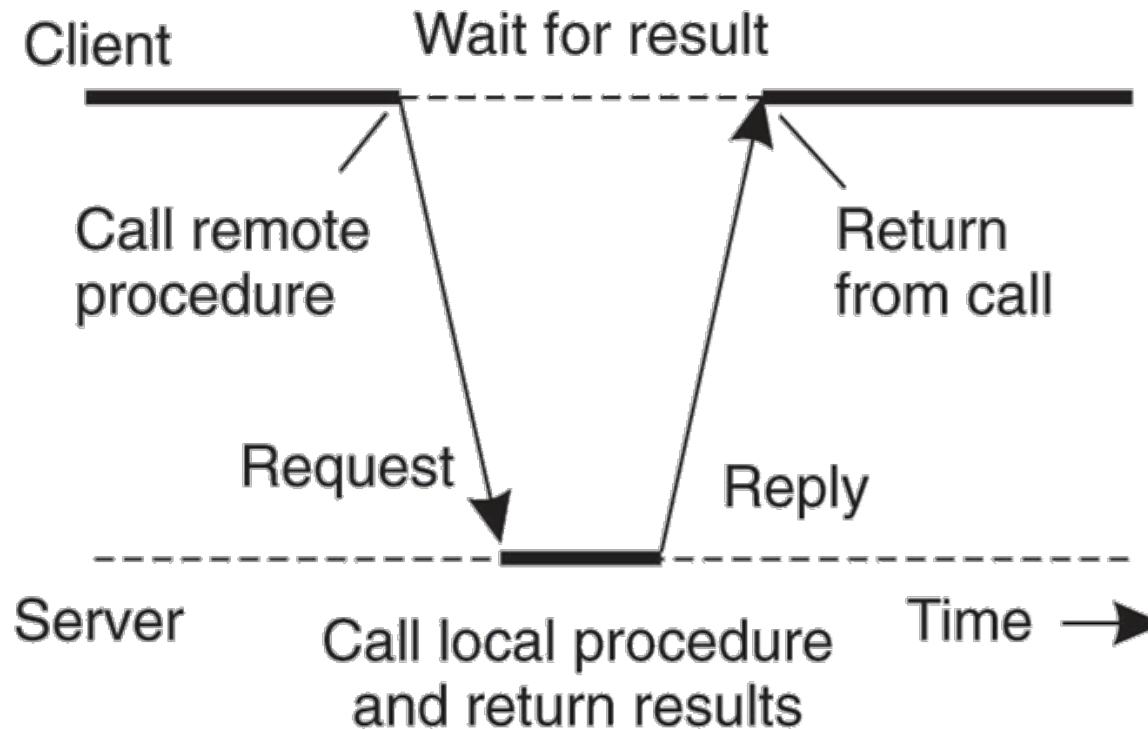 Client
Wait for result
Call remote
procedure
Return
from call
Request
Reply
Server
Call local procedure
and return results
Time